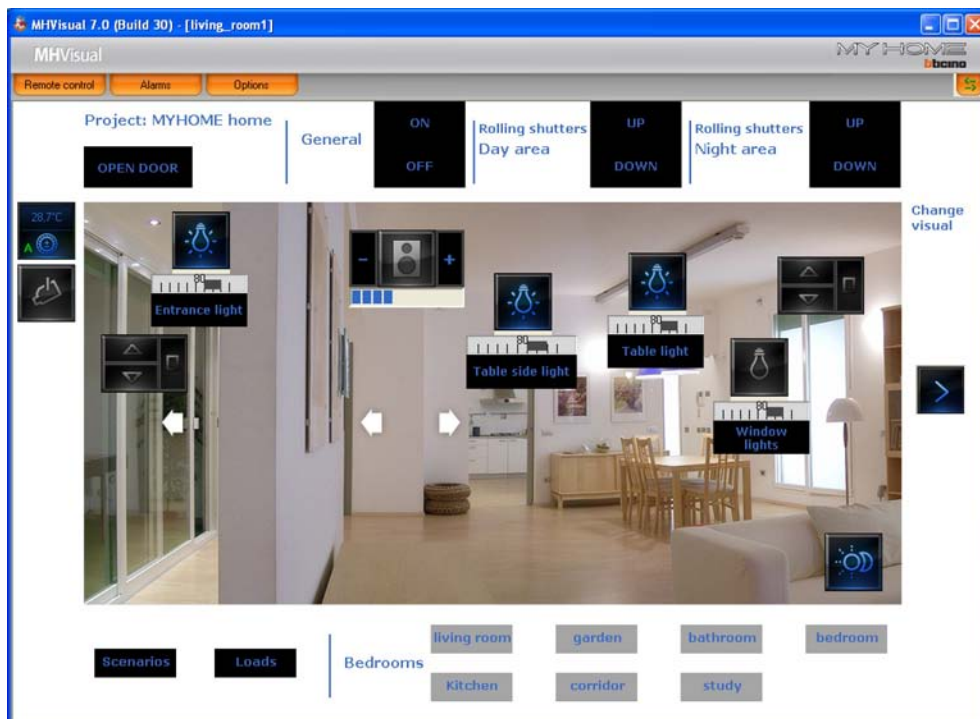 MHVisual 7.0 (Build 30) - [living_room1]
MHVisual
MY HOME
bticino
Remote control
Alarms
Options
Project: MYHOME home
OPEN DOOR
General
ON
OFF
Rolling shutters
Day area
UP
DOWN
Rolling shutters
Night area
UP
DOWN
28,7°C
A
Change
visual
80
Entrance light
- +
80
Table side light
80
Table light
80
Window
lights
>
Scenarios
Loads
Bedrooms
living room
garden
bathroom
bedroom
Kitchen
corridor
study